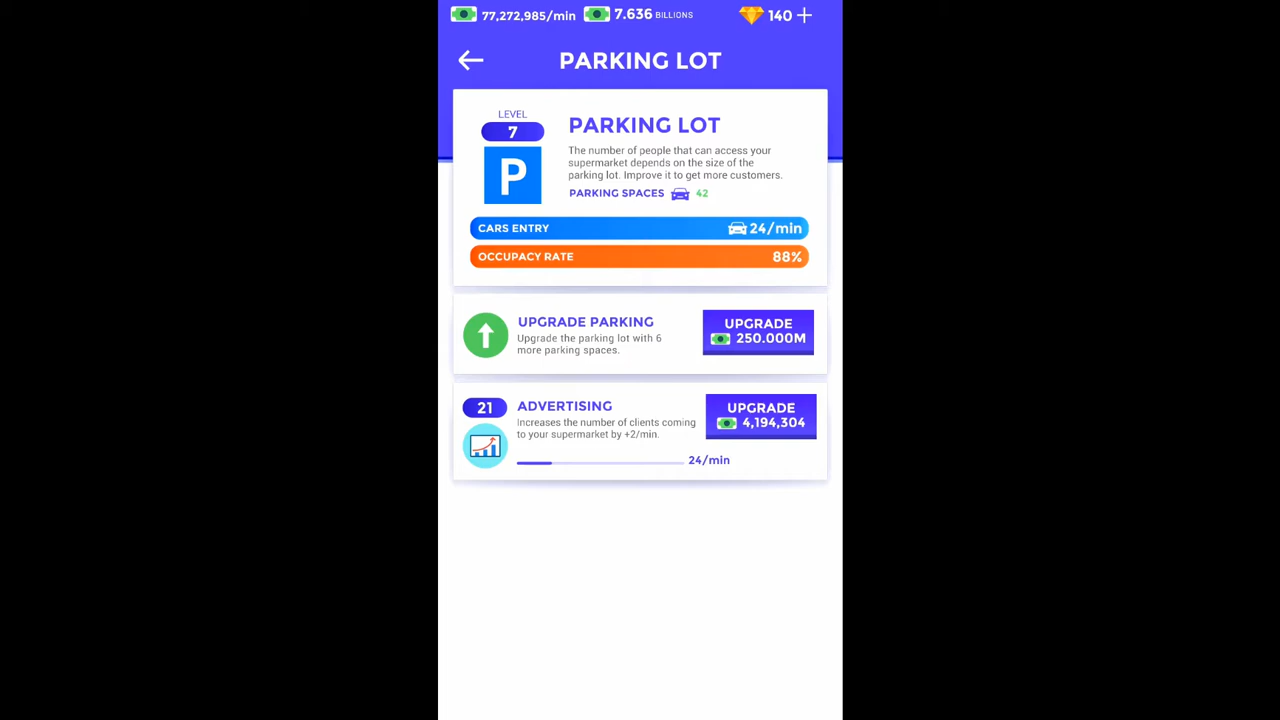 77,272,985/min 7.636 BILLIONS 140 +
PARKING LOT
LEVEL
7
P
PARKING LOT
The number of people that can access your
supermarket depends on the size of the
parking lot. Improve it to get more customers.
PARKING SPACES 42
CARS ENTRY 24/min
OCCUPACY RATE 88%
UPGRADE PARKING
Upgrade the parking lot with 6
more parking spaces.
UPGRADE
250.000M
21
ADVERTISING
Increases the number of clients coming
to your supermarket by +2/min.
24/min
UPGRADE
4,194,304